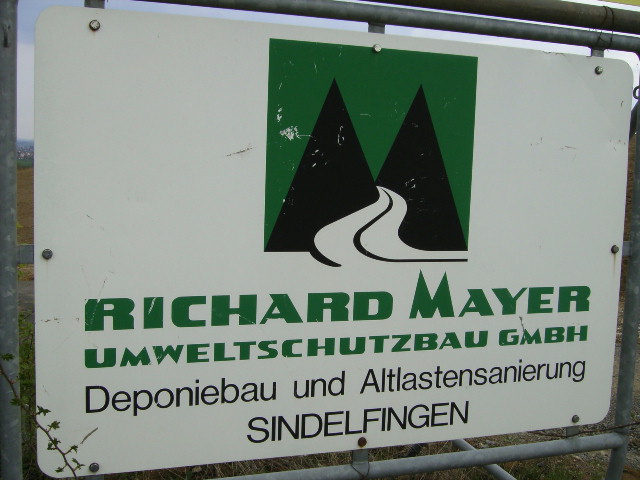 RICHARD MAYER
UMWELTSCHUTZBAU GMBH
Deponiebau und Altlastensanierung
SINDELFINGEN